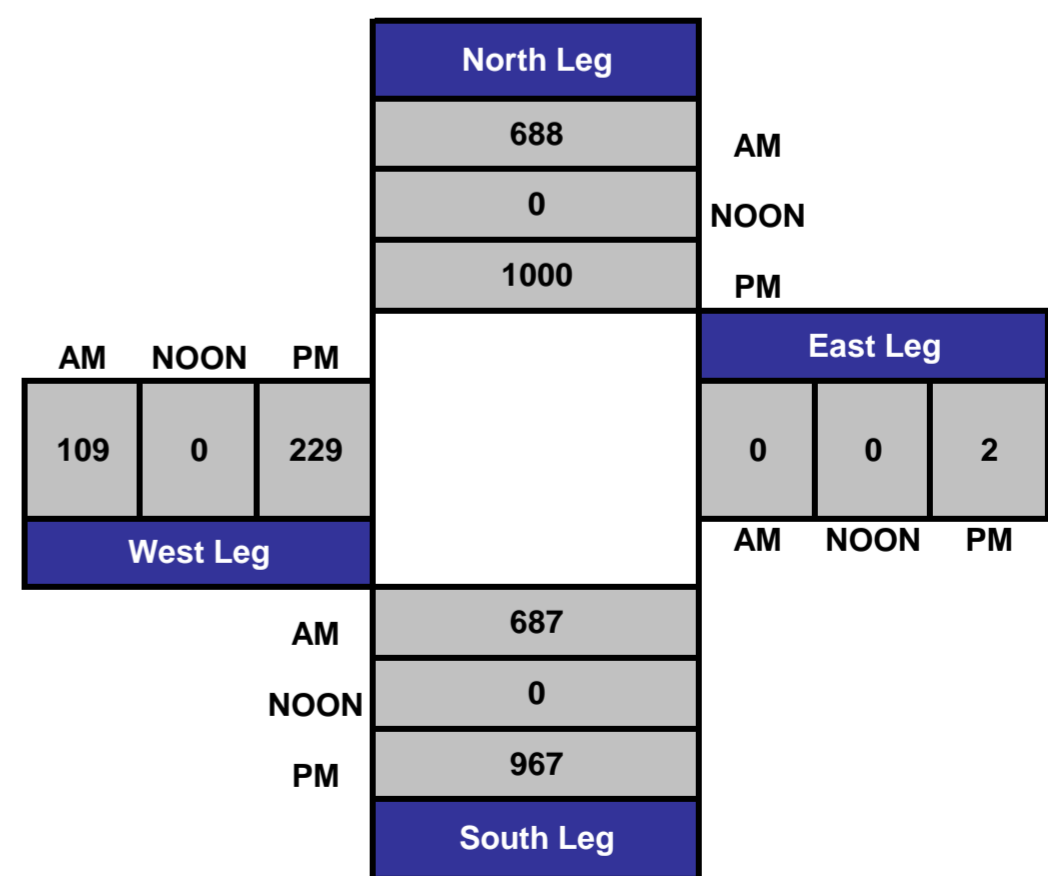 North Leg
688
AM
0
NOON
1000
PM
East Leg
AM NOON PM
109 0 229
0 0 2
West Leg
AM NOON PM
AM
687
NOON
0
PM
967
South Leg